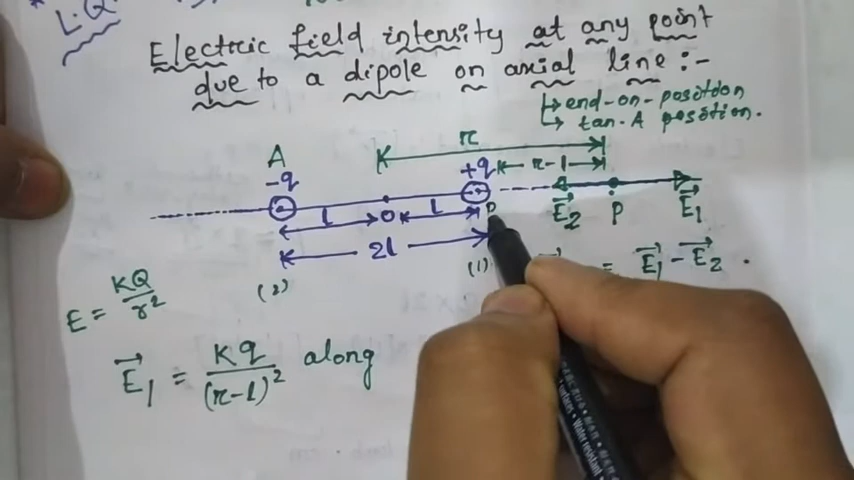 L.Q.
Electric field intensity at any point
due to a dipole on axial line :-
↳ end-on-position
↳ tan-A position.
r
A
-q
+q
r-l
l
O
l
P
E⃗₂
P
E⃗₁
2l
(2)
(1)
= E⃗₁ - E⃗₂ .
E = KQ/r²
E⃗₁ = Kq/(r-l)² along